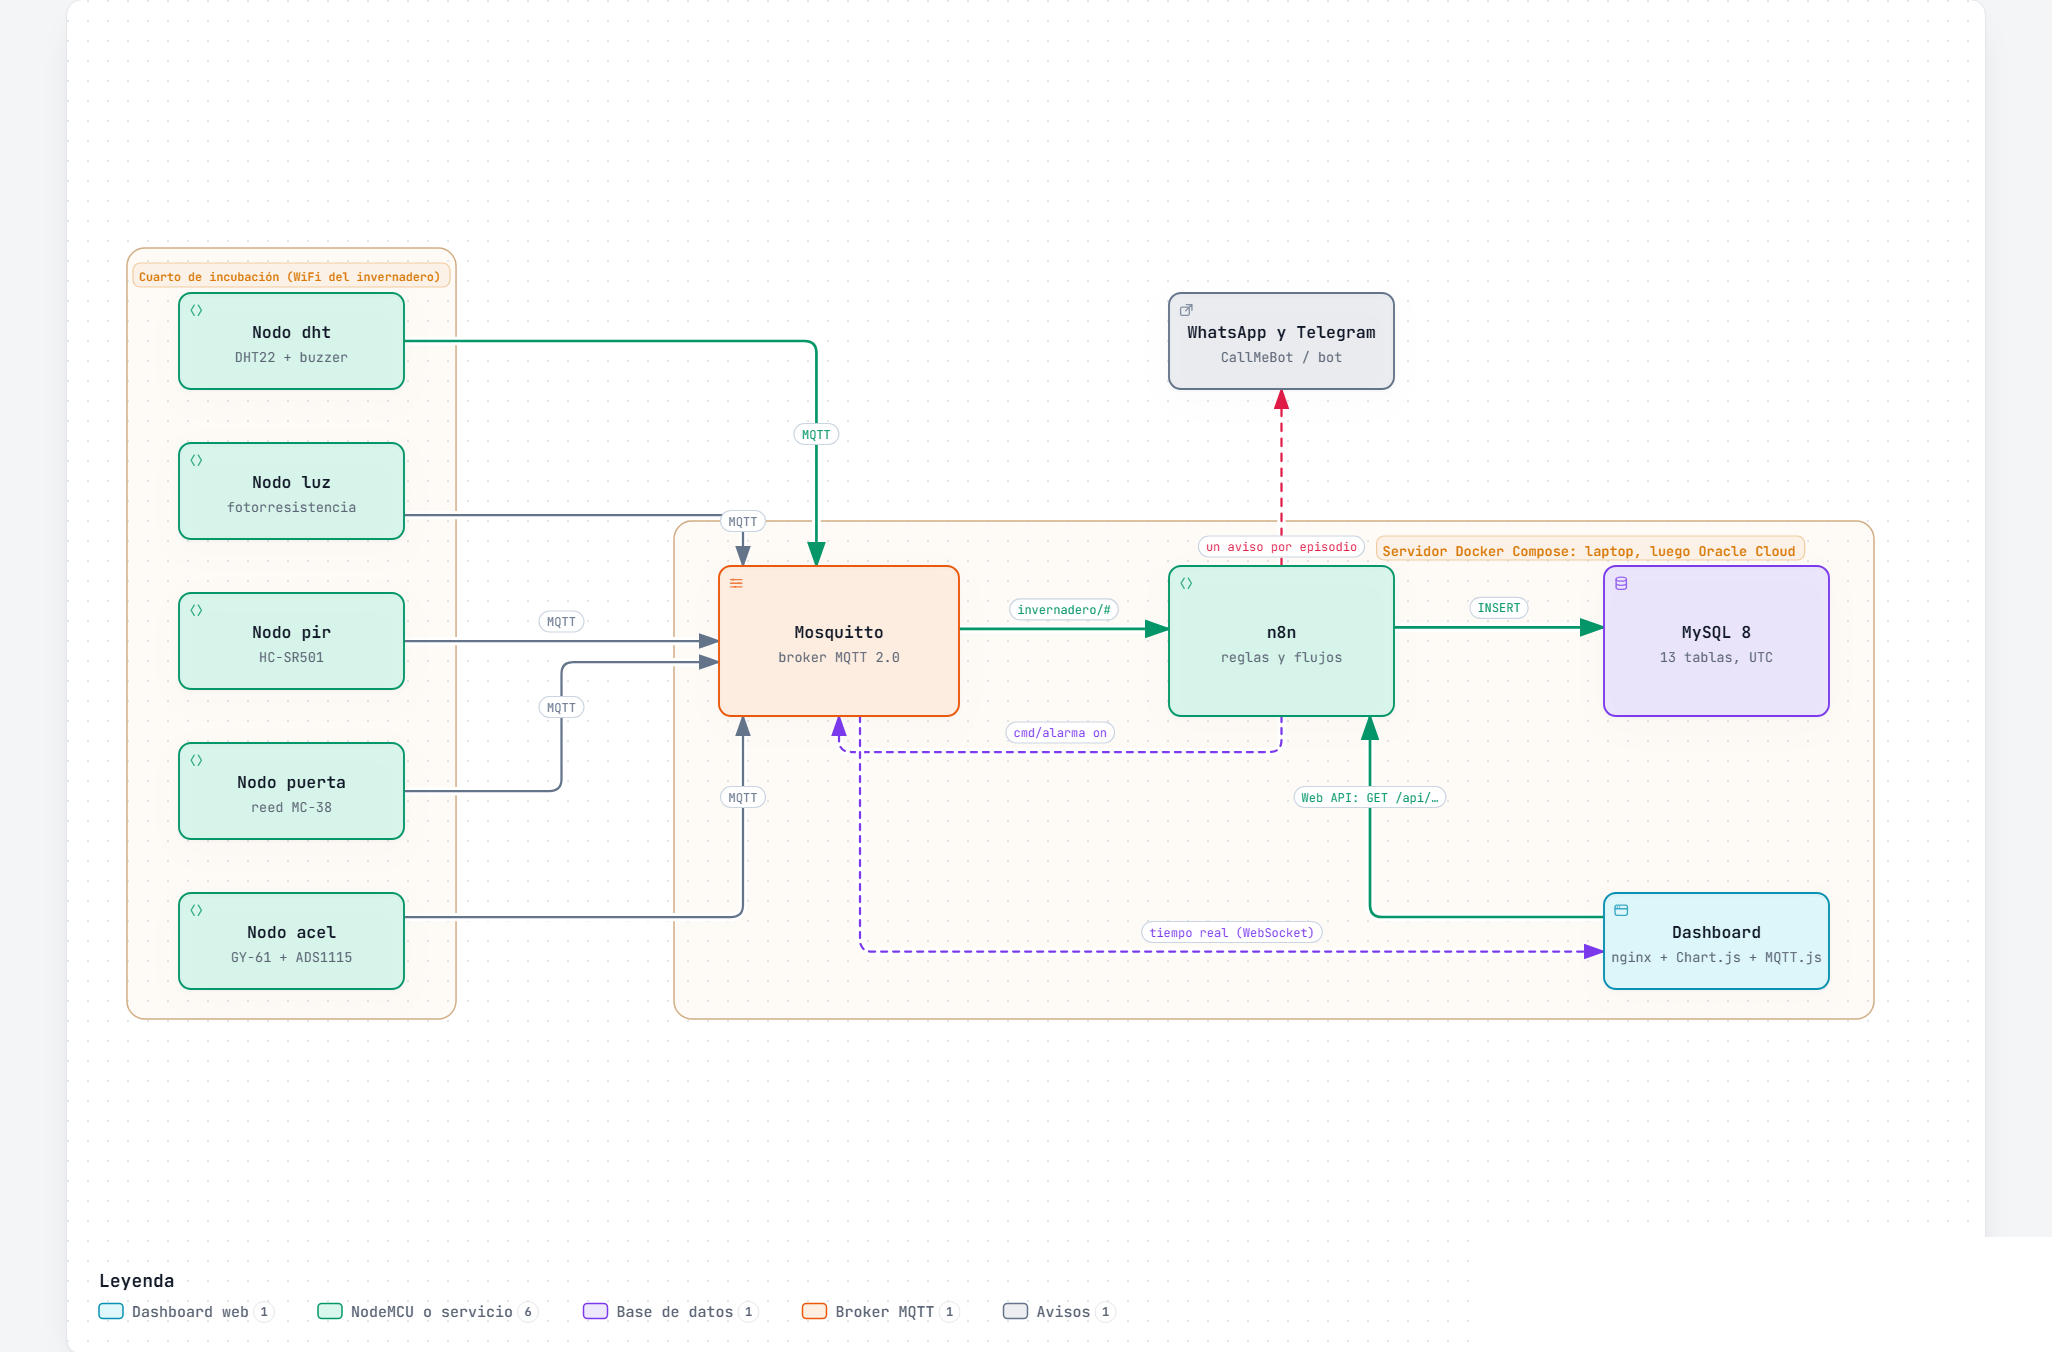 Cuarto de incubación (WiFi del invernadero)
Nodo dht
DHT22 + buzzer
WhatsApp y Telegram
CallMeBot / bot
MQTT
Nodo luz
fotorresistencia
MQTT
un aviso por episodio
Servidor Docker Compose: laptop, luego Oracle Cloud
Nodo pir
HC-SR501
MQTT
Mosquitto
broker MQTT 2.0
invernadero/#
n8n
reglas y flujos
INSERT
MySQL 8
13 tablas, UTC
MQTT
cmd/alarma on
Nodo puerta
reed MC-38
MQTT
Web API: GET /api/…
Nodo acel
GY-61 + ADS1115
tiempo real (WebSocket)
Dashboard
nginx + Chart.js + MQTT.js
Leyenda
Dashboard web 1
NodeMCU o servicio 6
Base de datos 1
Broker MQTT 1
Avisos 1